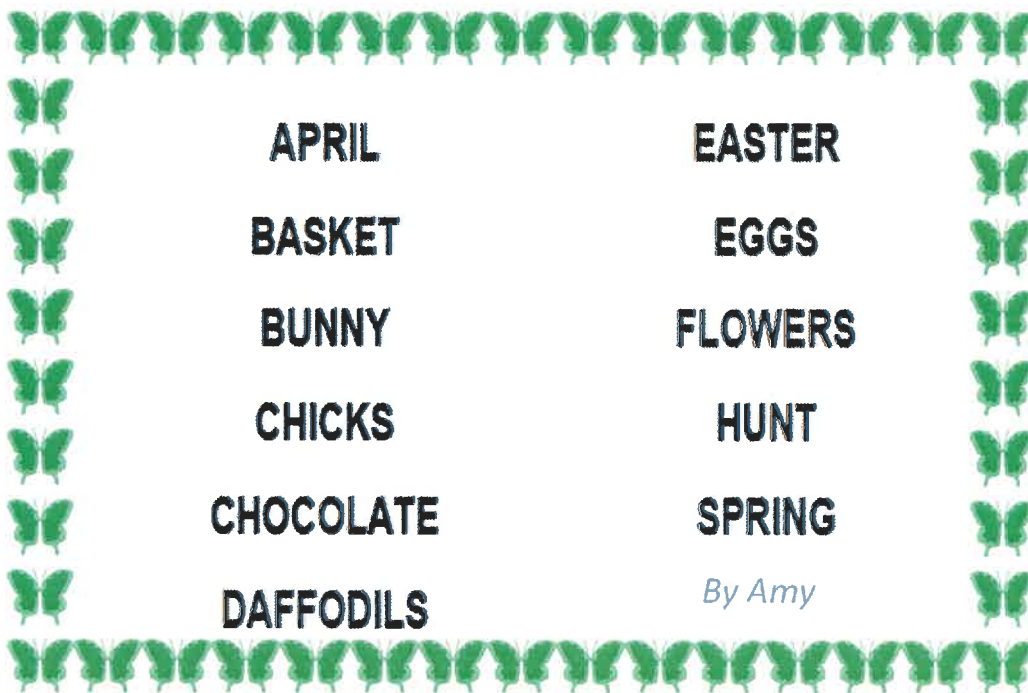 APRIL
BASKET
BUNNY
CHICKS
CHOCOLATE
DAFFODILS
EASTER
EGGS
FLOWERS
HUNT
SPRING
By Amy